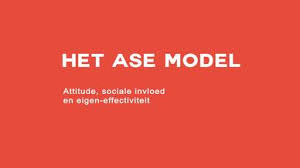 HET ASE MODEL
Attitude, sociale invloed
en eigen-effectiviteit